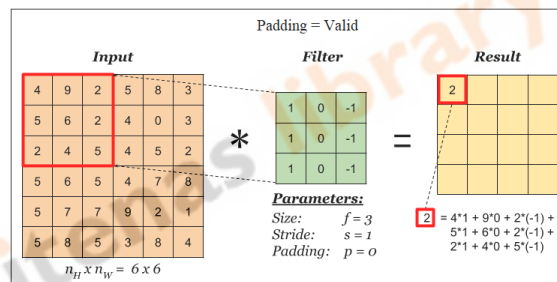 Padding = Valid
Input
Filter
Result
4 9 2 5 8 3
5 6 2 4 0 3
2 4 5 4 5 2
5 6 5 4 7 8
5 7 7 9 2 1
5 8 5 3 8 4
nH x nW = 6 x 6
*
1 0 -1
1 0 -1
1 0 -1
Parameters:
Size: f = 3
Stride: s = 1
Padding: p = 0
=
2
2 = 4*1 + 9*0 + 2*(-1) +
5*1 + 6*0 + 2*(-1) +
2*1 + 4*0 + 5*(-1)
itenas library